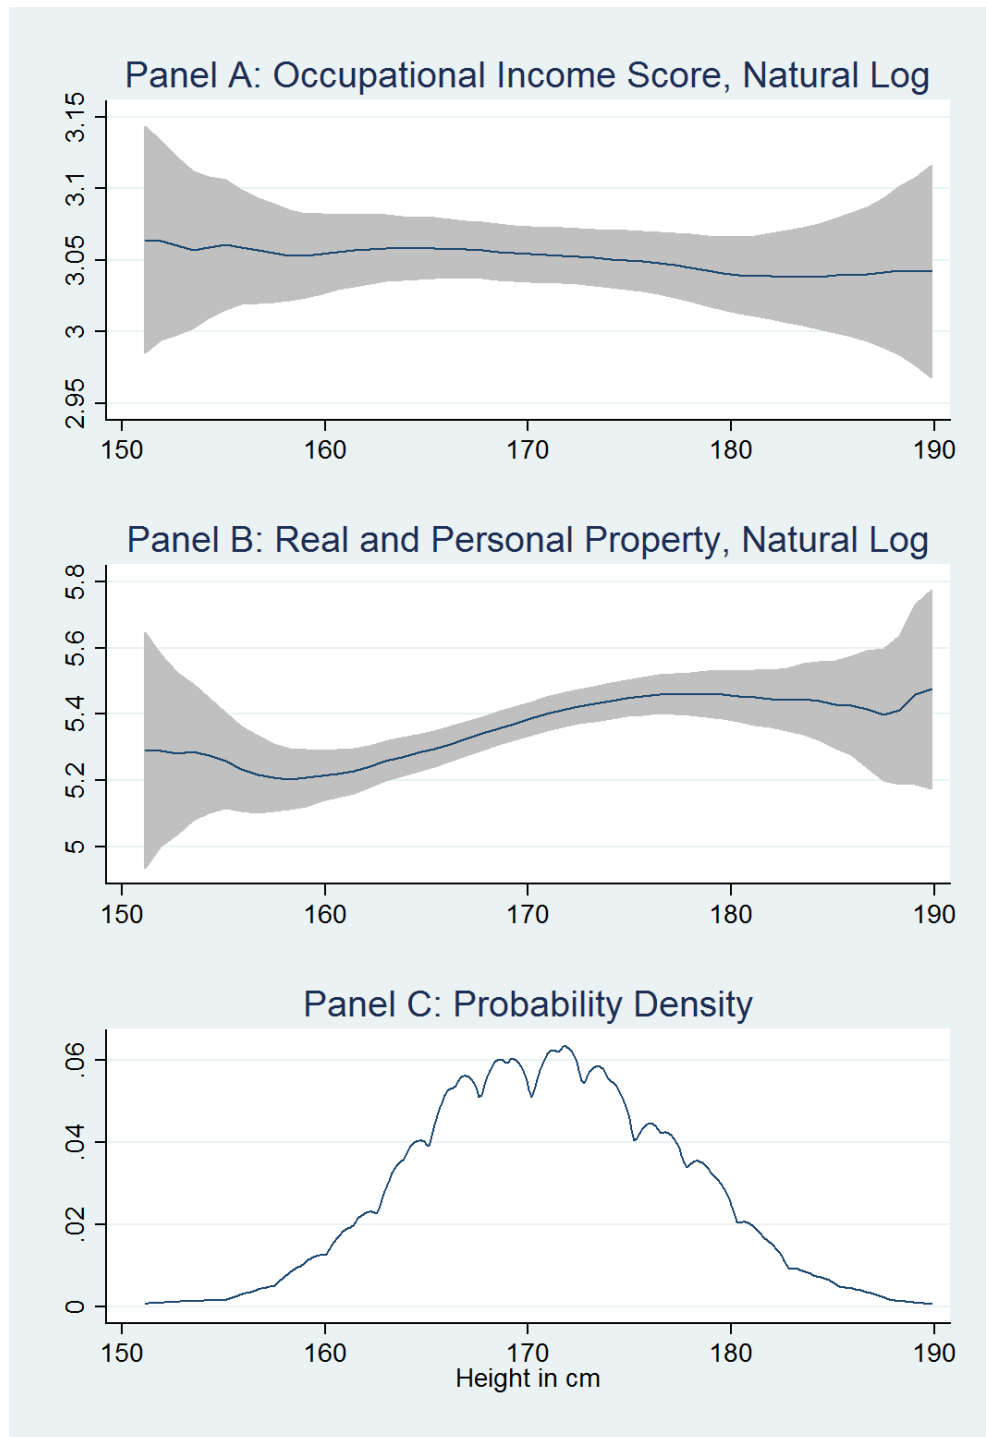 Panel A: Occupational Income Score, Natural Log
3.15
3.1
3.05
3
2.95
150 160 170 180 190
Panel B: Real and Personal Property, Natural Log
5.8
5.6
5.4
5.2
5
150 160 170 180 190
Panel C: Probability Density
.06
.04
.02
0
150 160 170 180 190
Height in cm